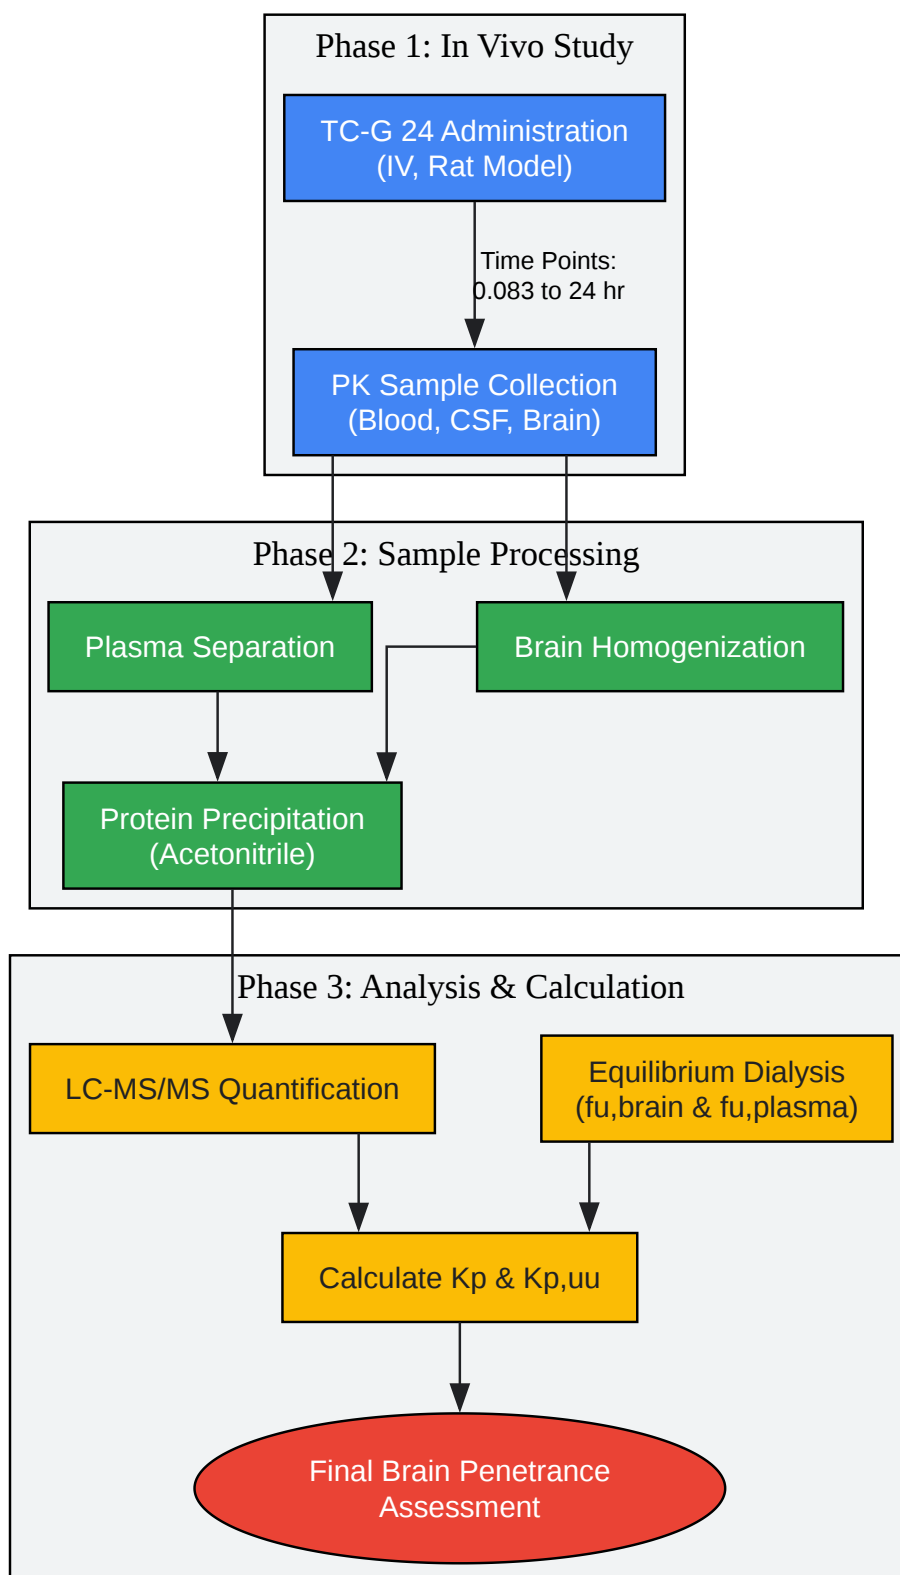 Phase 1: In Vivo Study
TC-G 24 Administration
(IV, Rat Model)
Time Points:
0.083 to 24 hr
PK Sample Collection
(Blood, CSF, Brain)
Phase 2: Sample Processing
Plasma Separation
Brain Homogenization
Protein Precipitation
(Acetonitrile)
Phase 3: Analysis & Calculation
LC-MS/MS Quantification
Equilibrium Dialysis
(fu,brain & fu,plasma)
Calculate Kp & Kp,uu
Final Brain Penetrance
Assessment